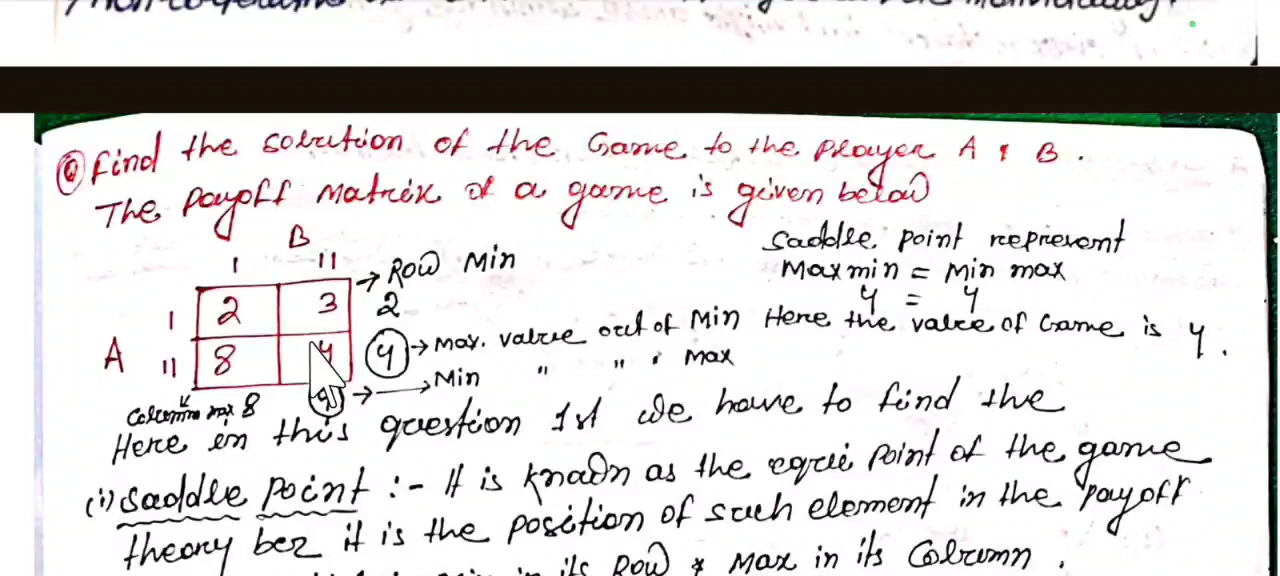 Q Find the solution of the Game to the player A & B.
The payoff matrix of a game is given below
B
I II → Row Min
A
I 2 3 2
II 8 4 4 → Max. value out of Min
Column max 8 4 → Min " " " Max
Saddle point represent
Maxmin = Min max
4 = 4
Here the value of Game is 4.
Here in this question 1st we have to find the
(i) Saddle Point :- It is known as the equi point of the game
theory bcz it is the position of such element in the payoff
in its Row & Max in its Column.